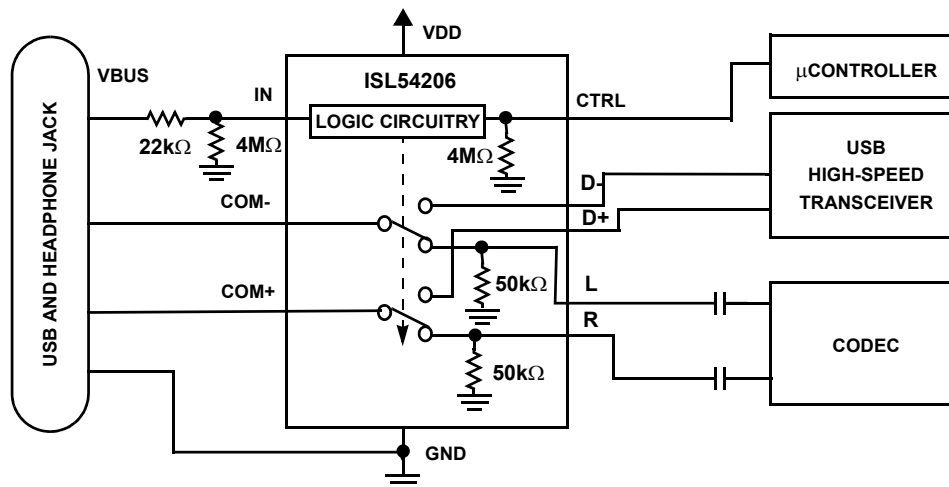 VDD
VBUS
IN
ISL54206
CTRL
µCONTROLLER
LOGIC CIRCUITRY
22kΩ
4MΩ
4MΩ
USB
HIGH-SPEED
TRANSCEIVER
D-
D+
COM-
USB AND HEADPHONE JACK
50kΩ
L
COM+
R
CODEC
50kΩ
GND